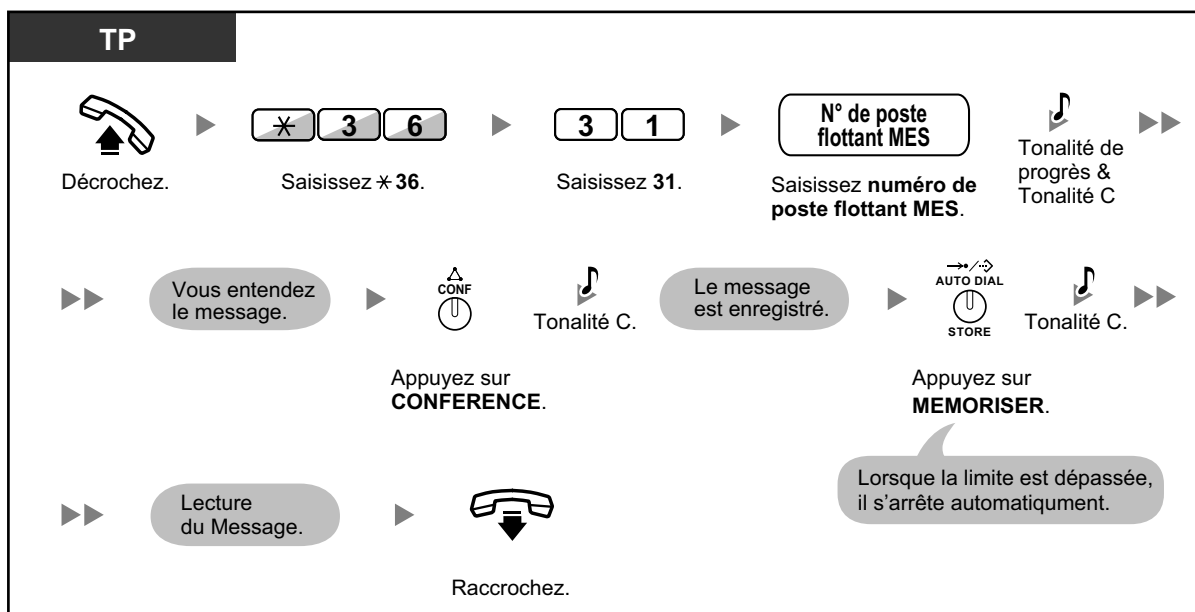 TP
Décrochez.
✳ 3 6
Saisissez ✳ 36.
3 1
Saisissez 31.
N° de poste
flottant MES
Saisissez numéro de
poste flottant MES.
Tonalité de
progrès &
Tonalité C
Vous entendez
le message.
CONF
Appuyez sur
CONFERENCE.
Tonalité C.
Le message
est enregistré.
AUTO DIAL
STORE
Appuyez sur
MEMORISER.
Tonalité C.
Lorsque la limite est dépassée,
il s'arrête automatiqument.
Lecture
du Message.
Raccrochez.